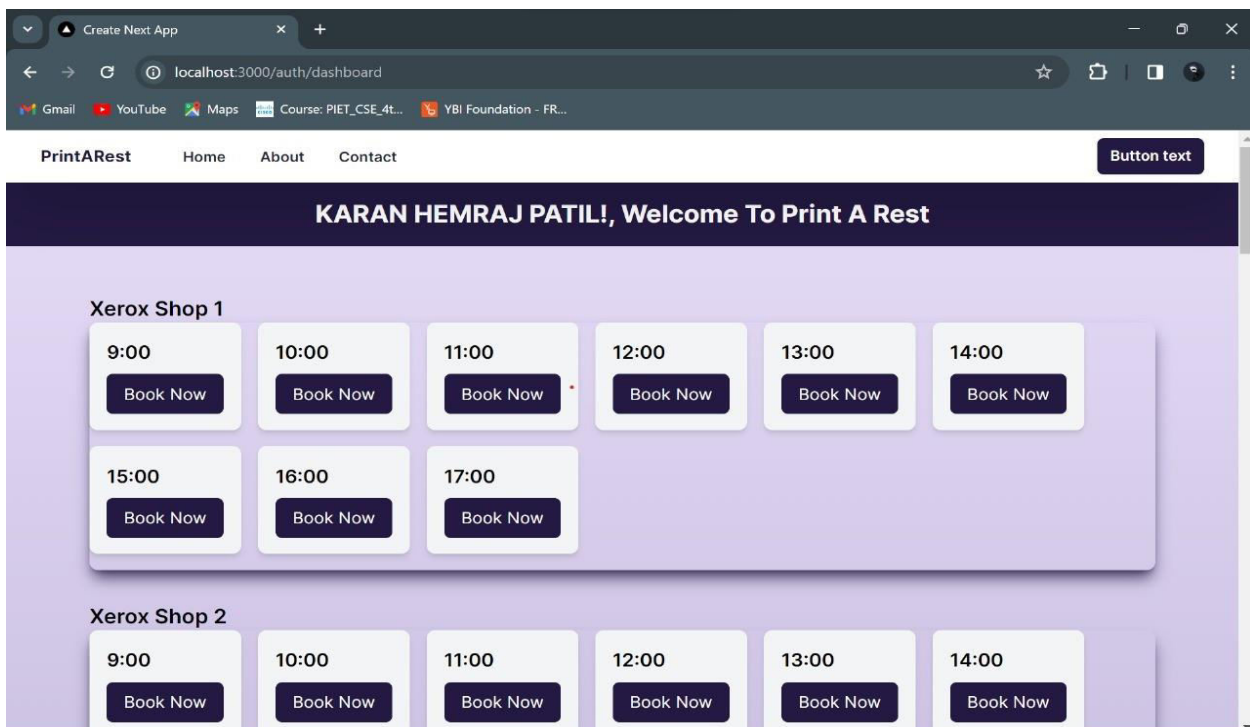 Create Next App
localhost:3000/auth/dashboard
Gmail YouTube Maps Course: PIET_CSE_4t... YBI Foundation - FR...
PrintARest Home About Contact Button text
KARAN HEMRAJ PATIL!, Welcome To Print A Rest
Xerox Shop 1
9:00 10:00 11:00 12:00 13:00 14:00
Book Now Book Now Book Now Book Now Book Now Book Now
15:00 16:00 17:00
Book Now Book Now Book Now
Xerox Shop 2
9:00 10:00 11:00 12:00 13:00 14:00
Book Now Book Now Book Now Book Now Book Now Book Now